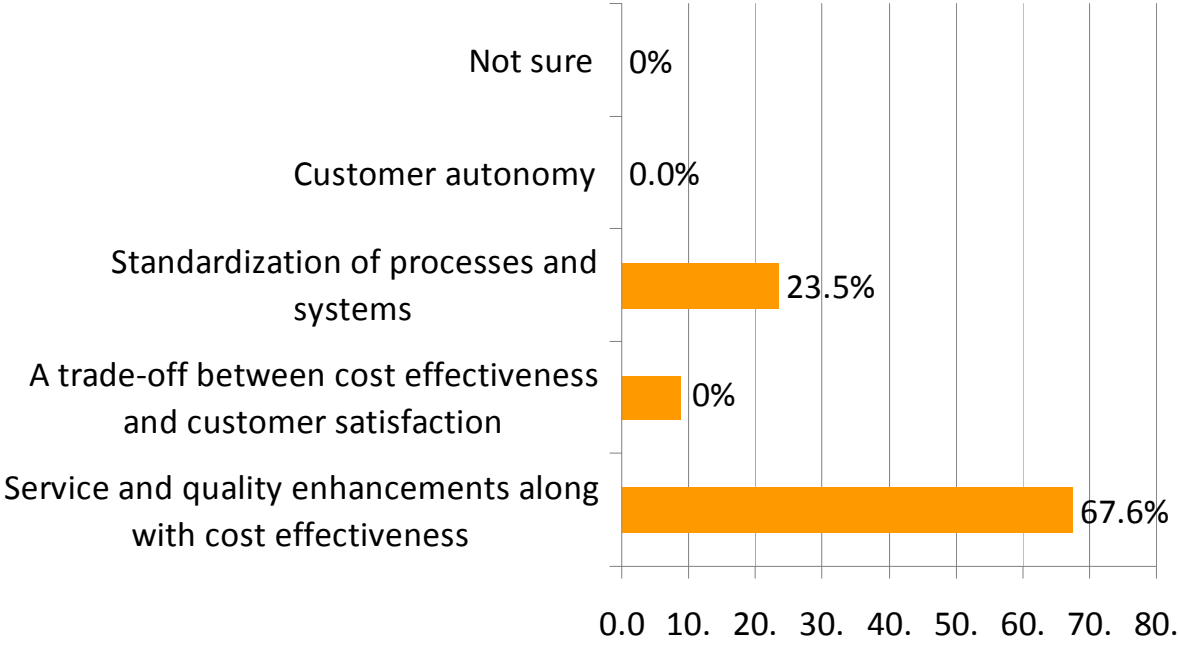 Not sure 0%
Customer autonomy 0.0%
Standardization of processes and
systems
23.5%
A trade-off between cost effectiveness
and customer satisfaction
0%
Service and quality enhancements along
with cost effectiveness
67.6%
0.0 10. 20. 30. 40. 50. 60. 70. 80.